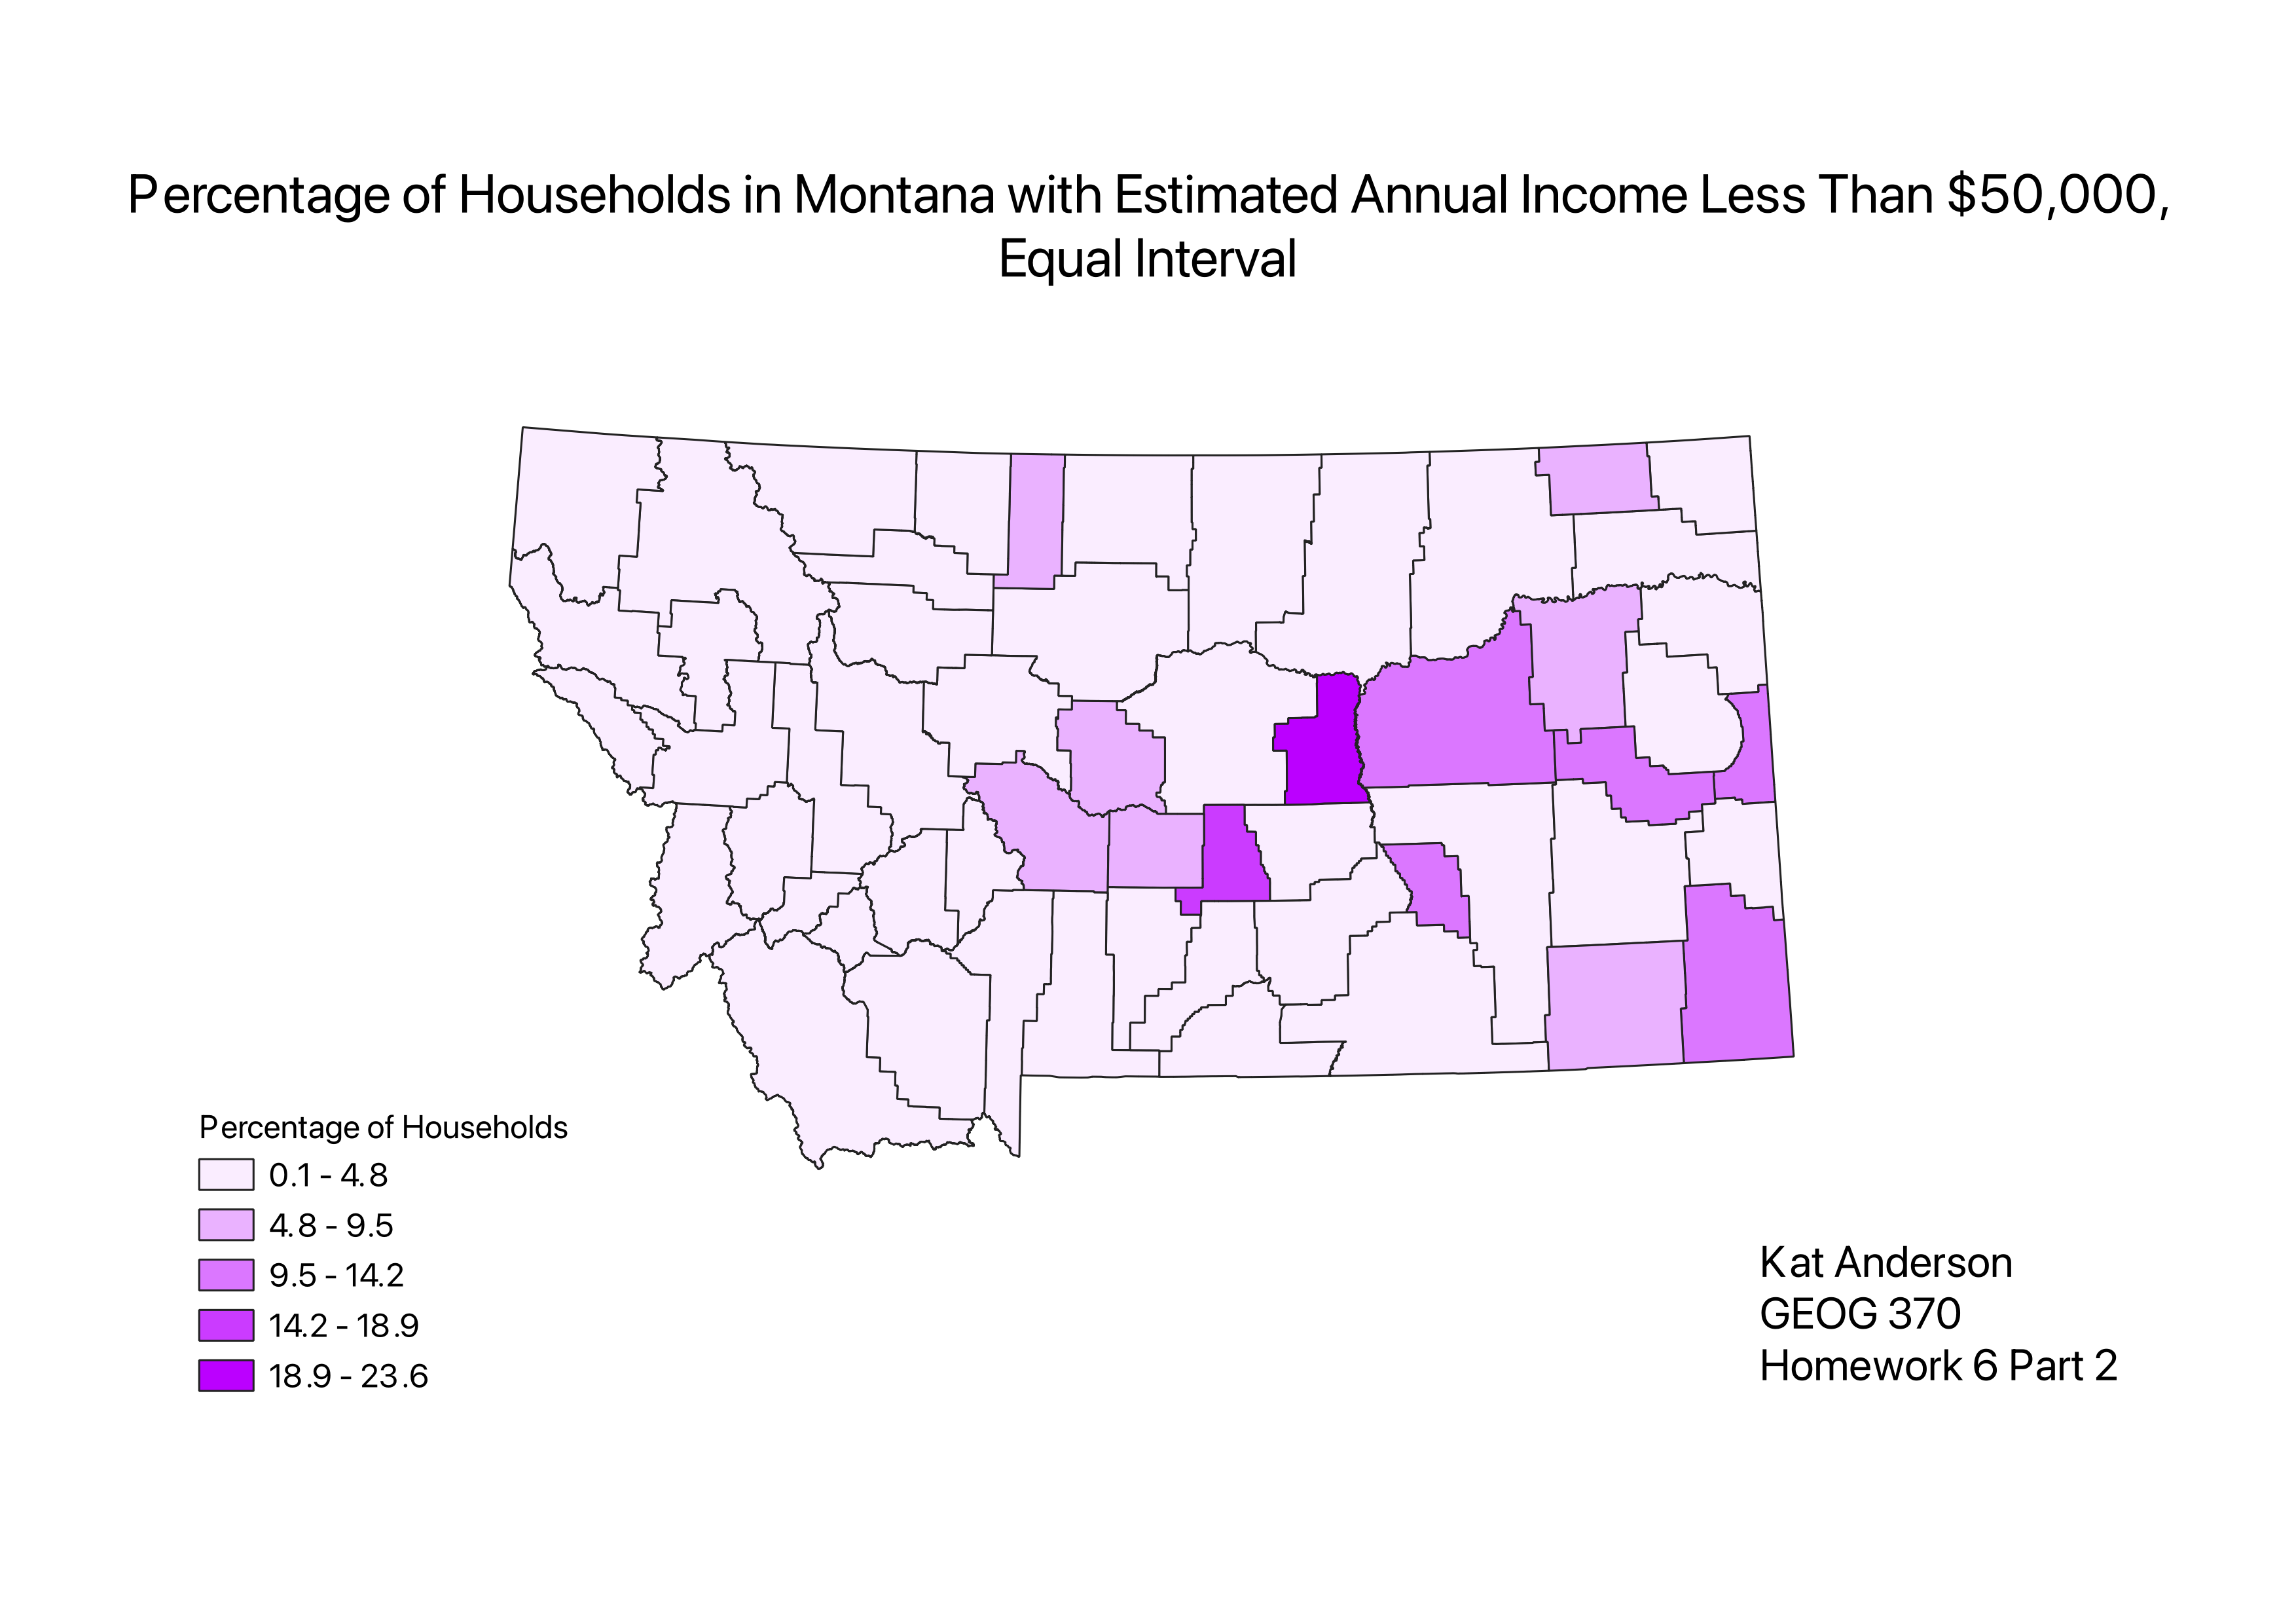 Percentage of Households in Montana with Estimated Annual Income Less Than $50,000,
Equal Interval
Percentage of Households
0.1 - 4.8
4.8 - 9.5
9.5 - 14.2
14.2 - 18.9
18.9 - 23.6
Kat Anderson
GEOG 370
Homework 6 Part 2